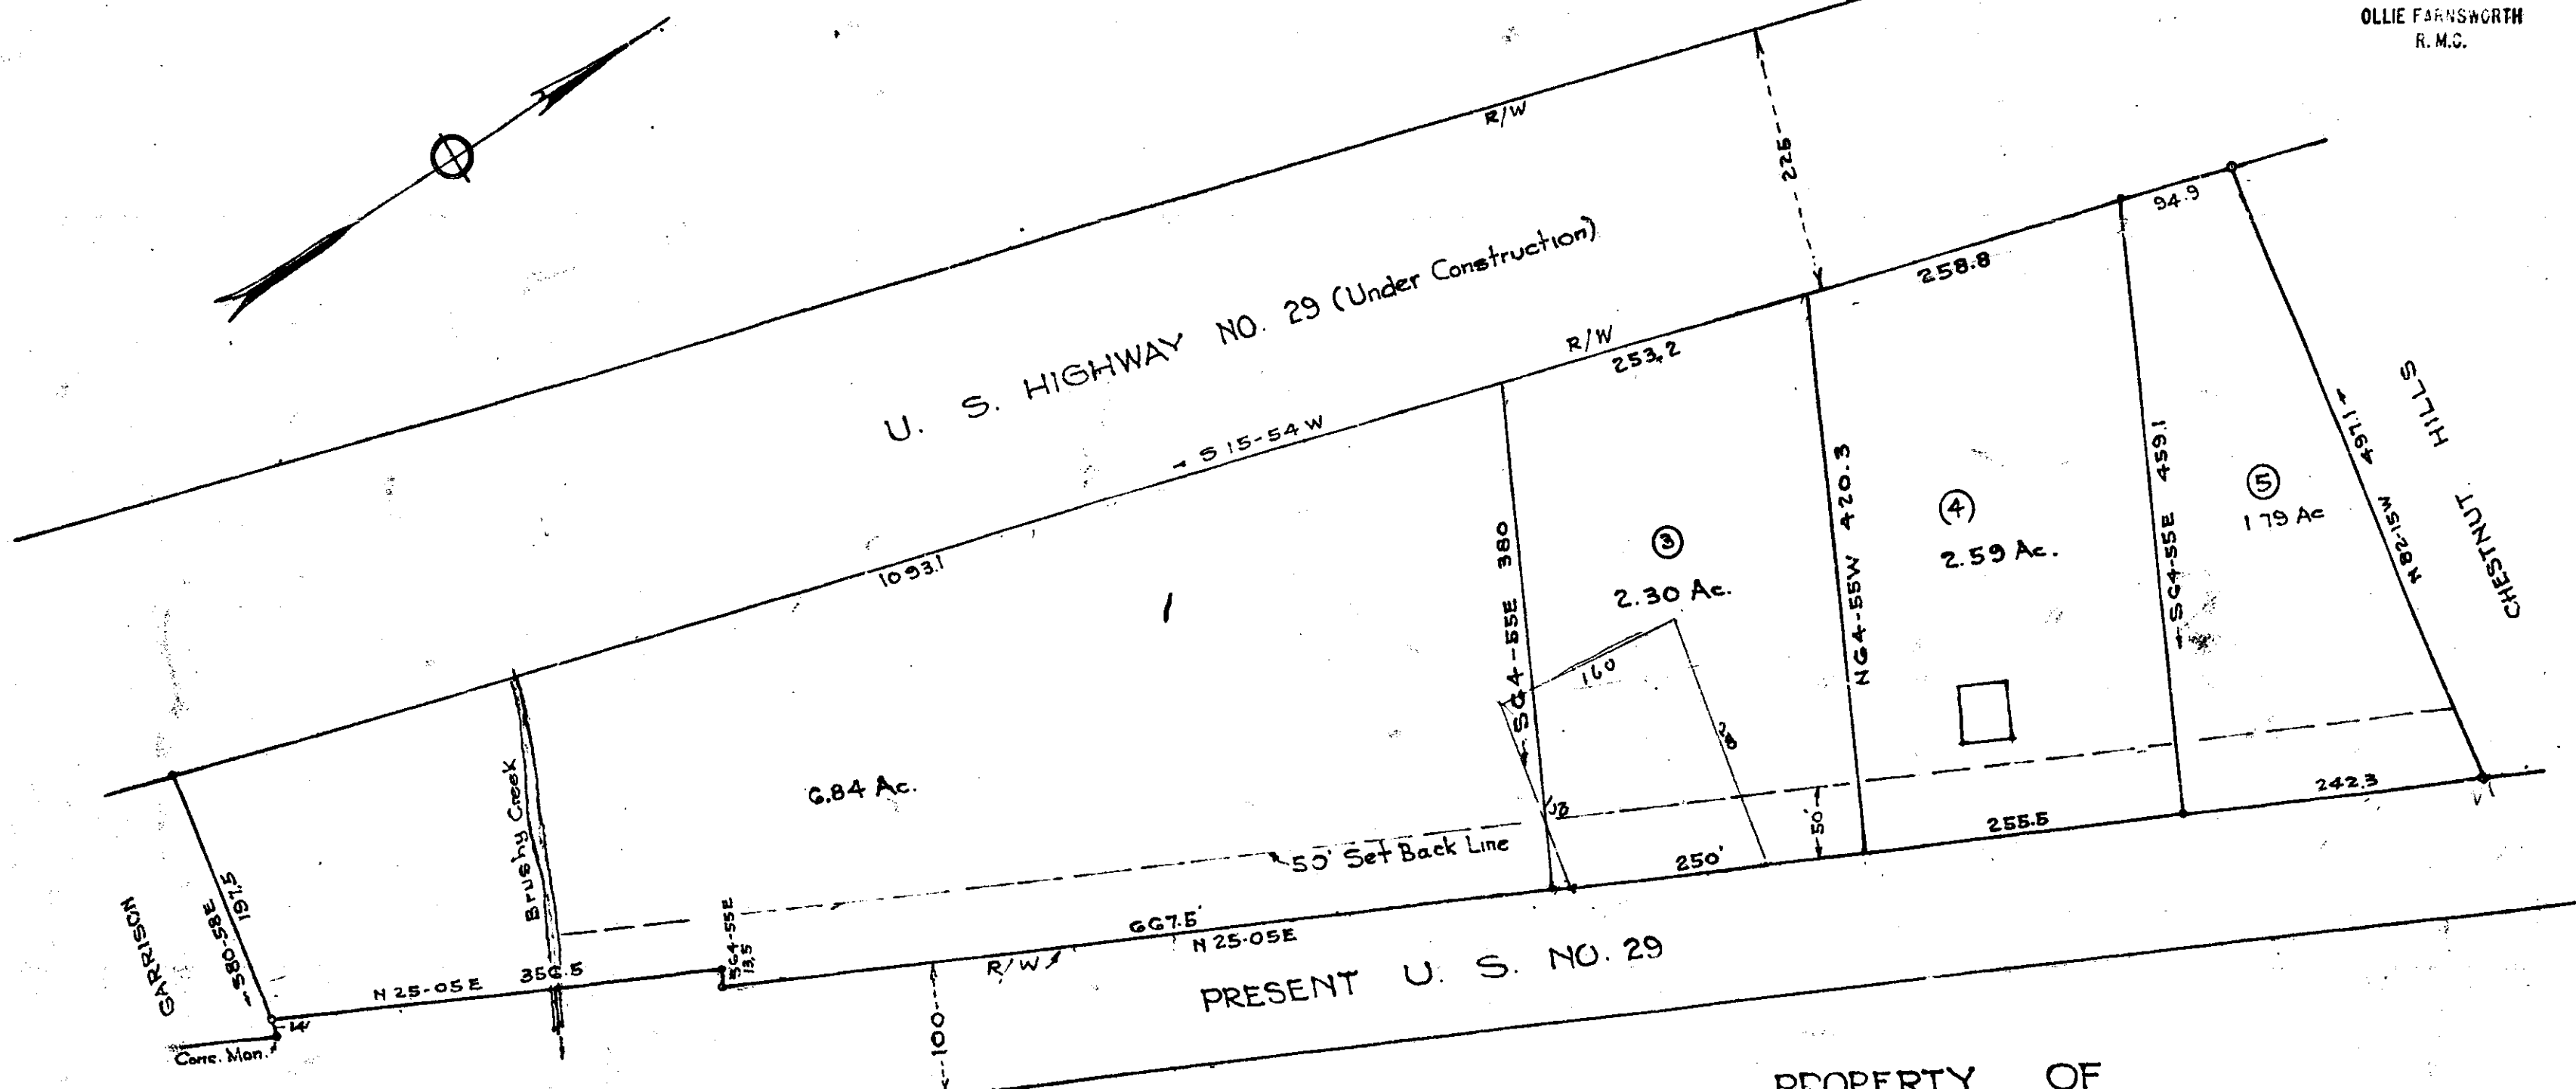 OLLIE FARNSWORTH
R. M. C.
R/W
225
94.9
258.8
U. S. HIGHWAY NO. 29 (Under Construction)
R/W
253.2
S 15-54 W
1093.1
1
S64-55E 380
③
2.30 Ac.
160
N64-55W 420.3
④
2.59 Ac.
S64-55E 459.1
⑤
1.79 Ac
N 82-15W 497.1
CHESTNUT HILLS
6.84 Ac.
Brushy Creek
GARRISON
S80-58E
197.5
50' Set Back Line
50'
250'
255.5
242.3
S64-55E
13.5
667.5'
N 25-05E
N 25-05E 356.5
R/W
14'
Conc. Mon.
100
PRESENT U. S. NO. 29
PROPERTY OF